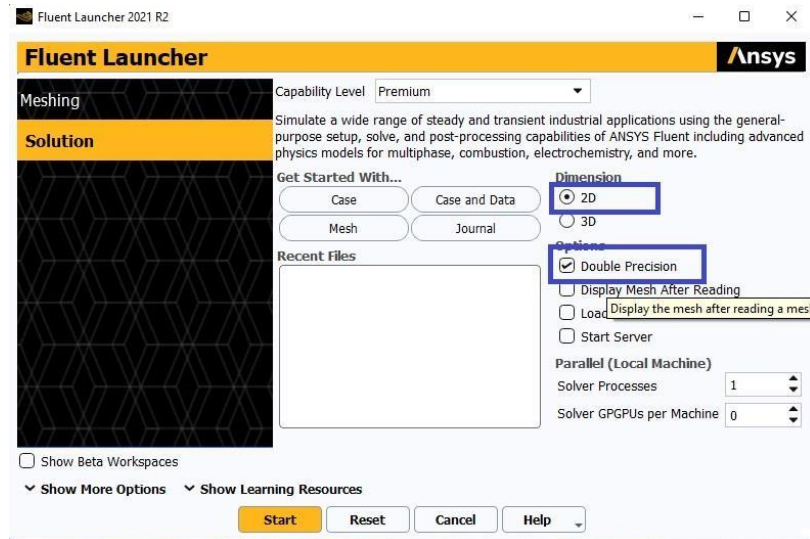 Fluent Launcher 2021 R2
Fluent Launcher
Ansys
Meshing
Solution
Capability Level Premium
Simulate a wide range of steady and transient industrial applications using the general-
purpose setup, solve, and post-processing capabilities of ANSYS Fluent including advanced
physics models for multiphase, combustion, electrochemistry, and more.
Get Started With...
Case
Case and Data
Mesh
Journal
Recent Files
Dimension
2D
3D
Options
Double Precision
Display Mesh After Reading
Display the mesh after reading a
Start Server
Parallel (Local Machine)
Solver Processes 1
Solver GPGPUs per Machine 0
Show Beta Workspaces
Show More Options Show Learning Resources
Start Reset Cancel Help